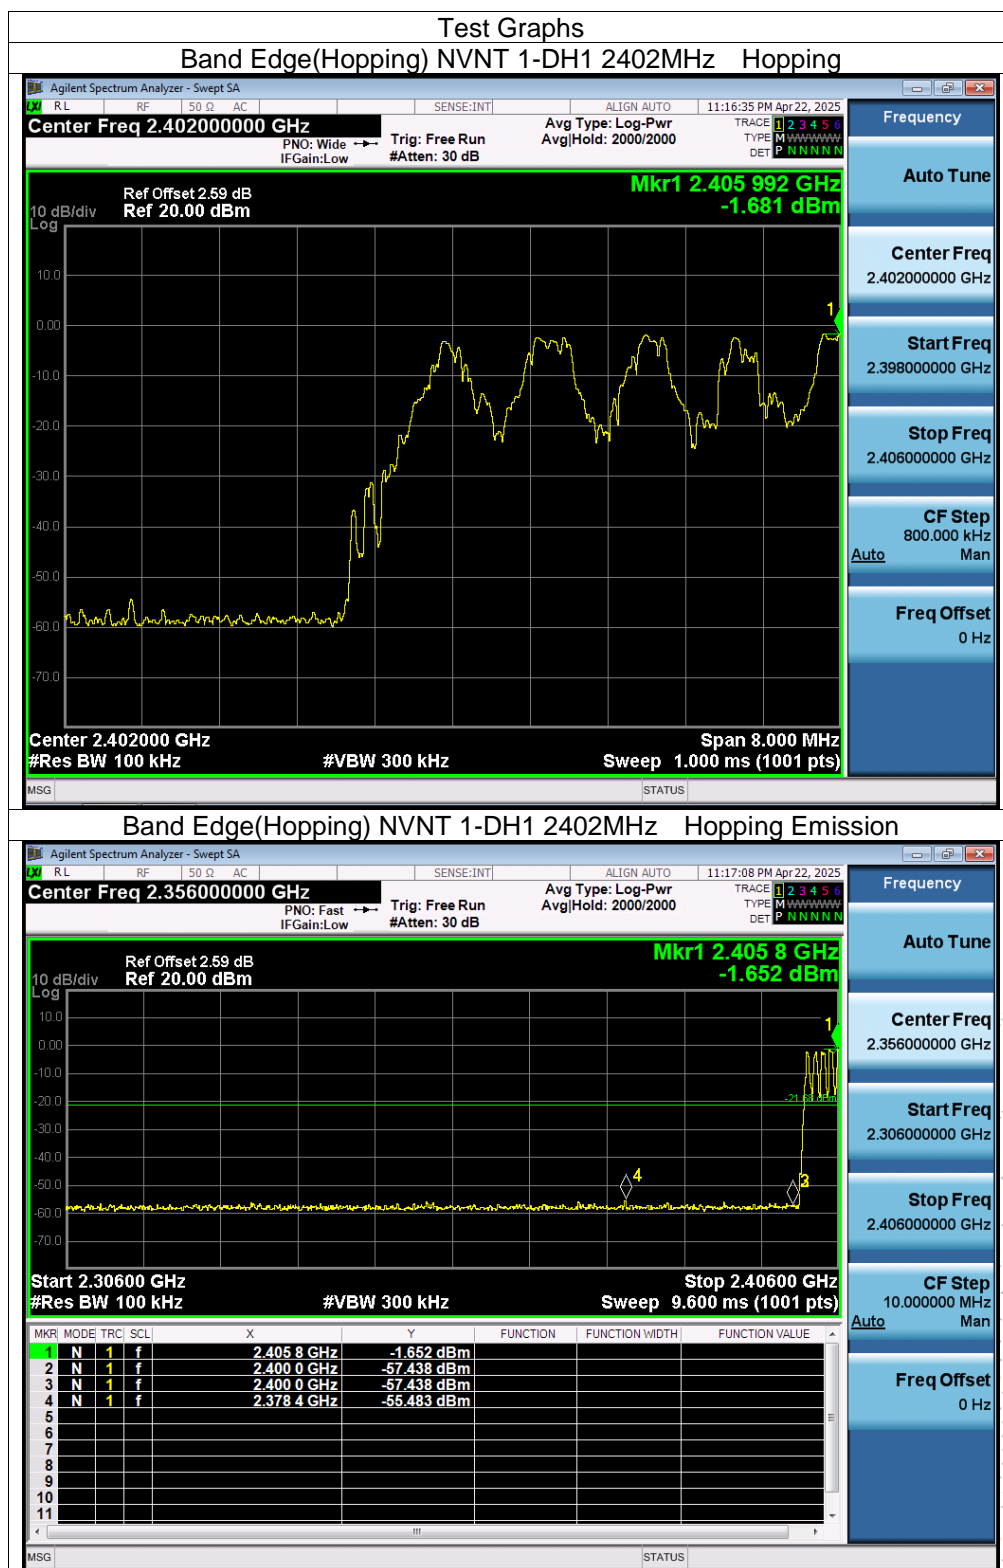 Test Graphs
Band Edge(Hopping) NVNT 1-DH1 2402MHz Hopping
Agilent Spectrum Analyzer - Swept SA
LXI RL RF 50 Ω AC SENSE:INT ALIGN AUTO 11:16:35 PM Apr 22, 2025
Center Freq 2.402000000 GHz
PNO: Wide
IFGain:Low
Trig: Free Run
#Atten: 30 dB
Avg Type: Log-Pwr
Avg|Hold: 2000/2000
TRACE 1 2 3 4 5 6
TYPE M WWWWW
DET P N N N N N
Frequency
Auto Tune
Center Freq
2.402000000 GHz
Start Freq
2.398000000 GHz
Stop Freq
2.406000000 GHz
CF Step
800.000 kHz
Auto Man
Freq Offset
0 Hz
Mkr1 2.405 992 GHz
-1.681 dBm
Ref Offset 2.59 dB
10 dB/div Ref 20.00 dBm
Log
10.0
1
0.00
-10.0
-20.0
-30.0
-40.0
-50.0
-60.0
-70.0
Center 2.402000 GHz Span 8.000 MHz
#Res BW 100 kHz #VBW 300 kHz Sweep 1.000 ms (1001 pts)
MSG STATUS
Band Edge(Hopping) NVNT 1-DH1 2402MHz Hopping Emission
Agilent Spectrum Analyzer - Swept SA
LXI RL RF 50 Ω AC SENSE:INT ALIGN AUTO 11:17:08 PM Apr 22, 2025
Center Freq 2.356000000 GHz
PNO: Fast
IFGain:Low
Trig: Free Run
#Atten: 30 dB
Avg Type: Log-Pwr
Avg|Hold: 2000/2000
TRACE 1 2 3 4 5 6
TYPE M WWWWW
DET P N N N N N
Frequency
Auto Tune
Center Freq
2.356000000 GHz
Start Freq
2.306000000 GHz
Stop Freq
2.406000000 GHz
CF Step
10.000000 MHz
Auto Man
Freq Offset
0 Hz
Mkr1 2.405 8 GHz
-1.652 dBm
Ref Offset 2.59 dB
10 dB/div Ref 20.00 dBm
Log
10.0
1
0.00
-10.0
-20.0
-21.68 dBm
-30.0
-40.0
4
-50.0
3
-60.0
-70.0
Start 2.30600 GHz Stop 2.40600 GHz
#Res BW 100 kHz #VBW 300 kHz Sweep 9.600 ms (1001 pts)
MKR MODE TRC SCL X Y FUNCTION FUNCTION WIDTH FUNCTION VALUE
1 N 1 f 2.405 8 GHz -1.652 dBm
2 N 1 f 2.400 0 GHz -57.438 dBm
3 N 1 f 2.400 0 GHz -57.438 dBm
4 N 1 f 2.378 4 GHz -55.483 dBm
5
6
7
8
9
10
11
MSG STATUS